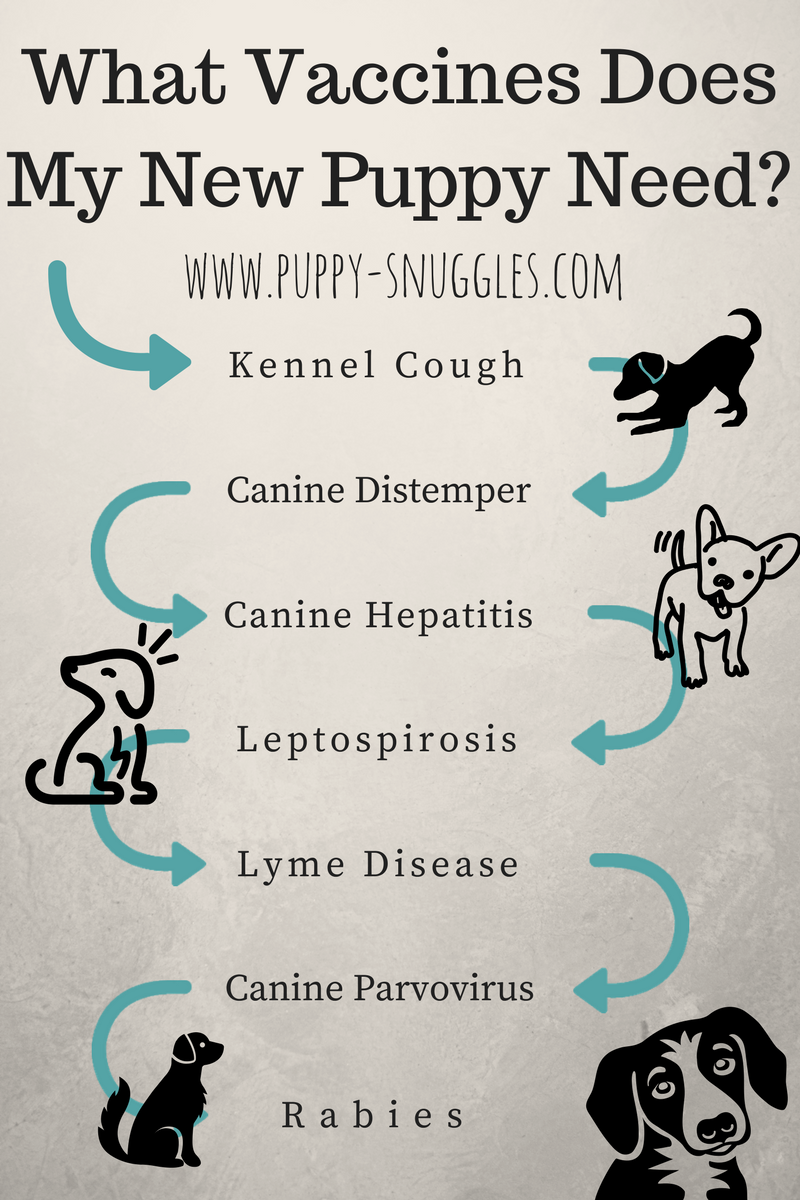 What Vaccines Does
My New Puppy Need?
www.puppy-snuggles.com
Kennel Cough
Canine Distemper
Canine Hepatitis
Leptospirosis
Lyme Disease
Canine Parvovirus
Rabies